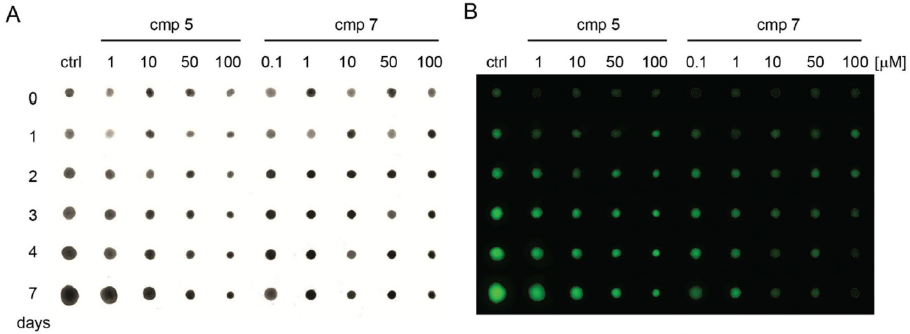 A
B
cmp 5
cmp 7
cmp 5
cmp 7
ctrl 1 10 50 100 0.1 1 10 50 100
ctrl 1 10 50 100 0.1 1 10 50 100 [µM]
0
1
2
3
4
7
days